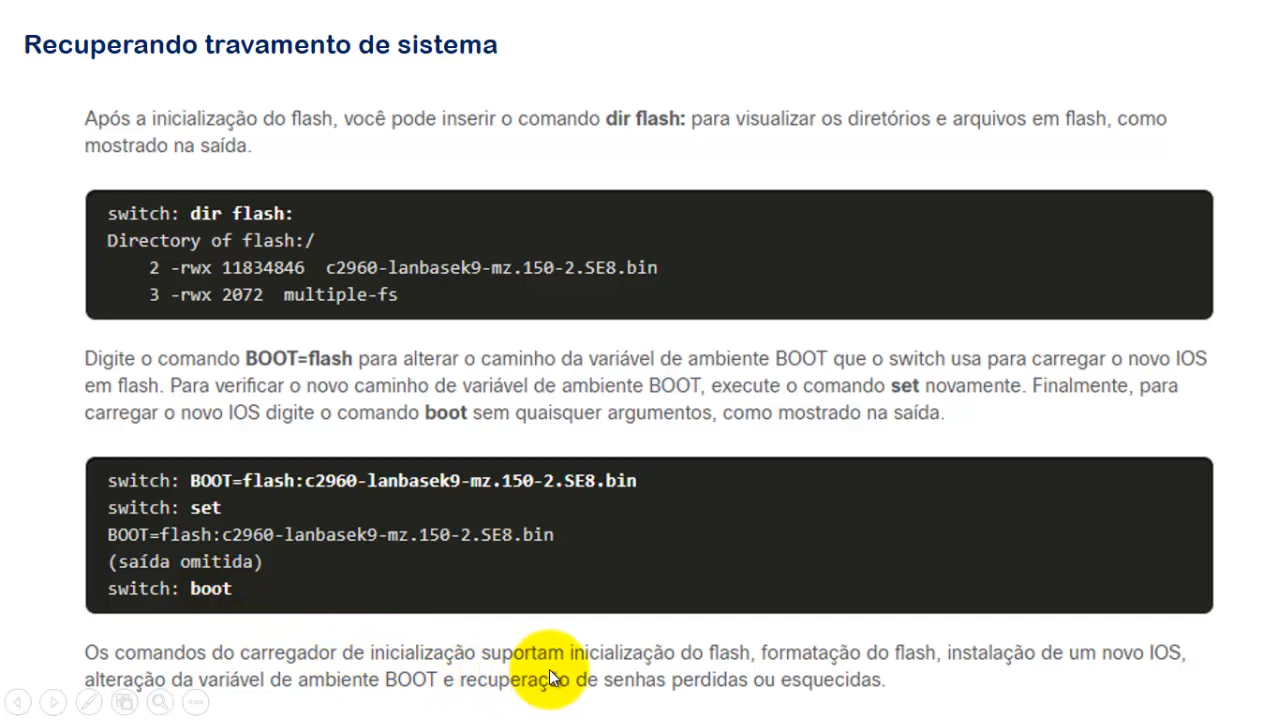 Recuperando travamento de sistema
Após a inicialização do flash, você pode inserir o comando dir flash: para visualizar os diretórios e arquivos em flash, como
mostrado na saída.
switch: dir flash:
Directory of flash:/
2 -rwx 11834846 c2960-lanbasek9-mz.150-2.SE8.bin
3 -rwx 2072 multiple-fs
Digite o comando BOOT=flash para alterar o caminho da variável de ambiente BOOT que o switch usa para carregar o novo IOS
em flash. Para verificar o novo caminho de variável de ambiente BOOT, execute o comando set novamente. Finalmente, para
carregar o novo IOS digite o comando boot sem quaisquer argumentos, como mostrado na saída.
switch: BOOT=flash:c2960-lanbasek9-mz.150-2.SE8.bin
switch: set
BOOT=flash:c2960-lanbasek9-mz.150-2.SE8.bin
(saída omitida)
switch: boot
Os comandos do carregador de inicialização suportam inicialização do flash, formatação do flash, instalação de um novo IOS,
alteração da variável de ambiente BOOT e recuperação de senhas perdidas ou esquecidas.